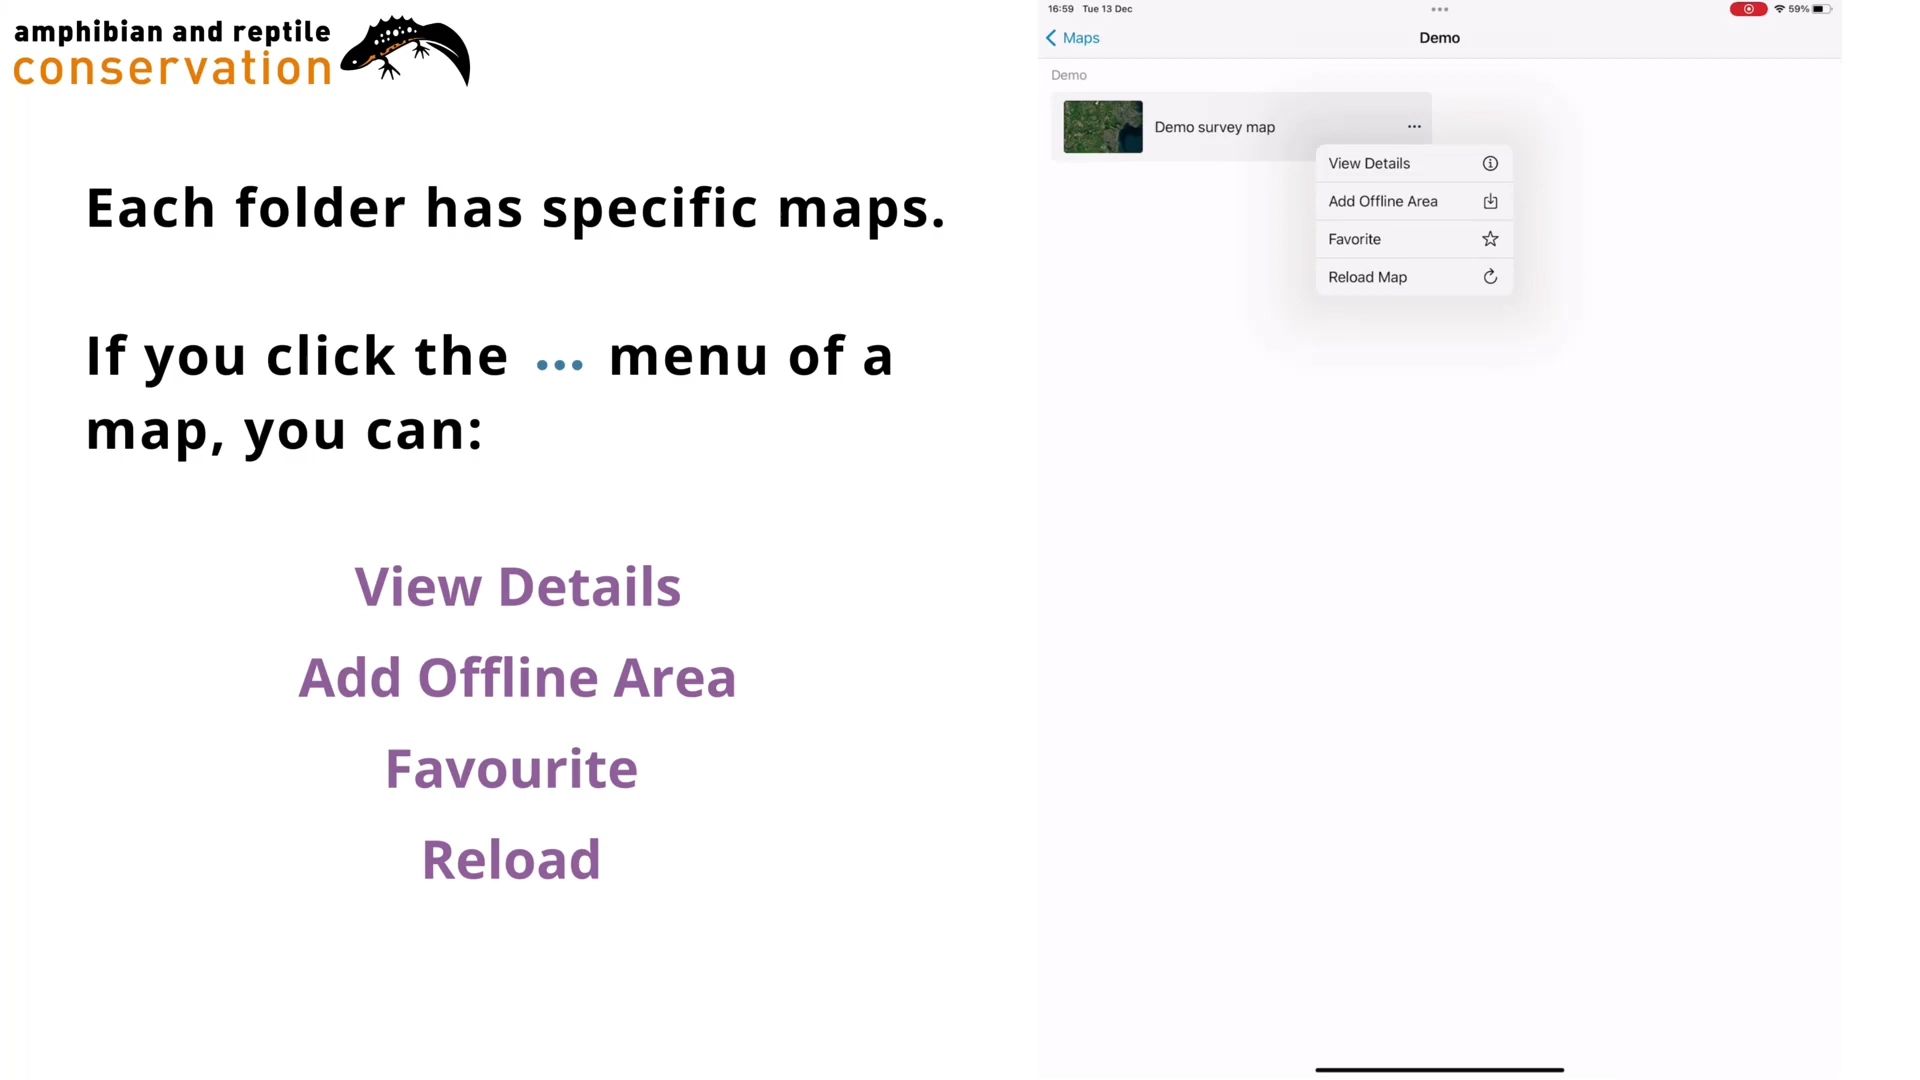 amphibian and reptile
conservation
Each folder has specific maps.
If you click the ... menu of a
map, you can:
View Details
Add Offline Area
Favourite
Reload
16:59 Tue 13 Dec
59%
Maps
Demo
Demo
Demo survey map
View Details
Add Offline Area
Favorite
Reload Map